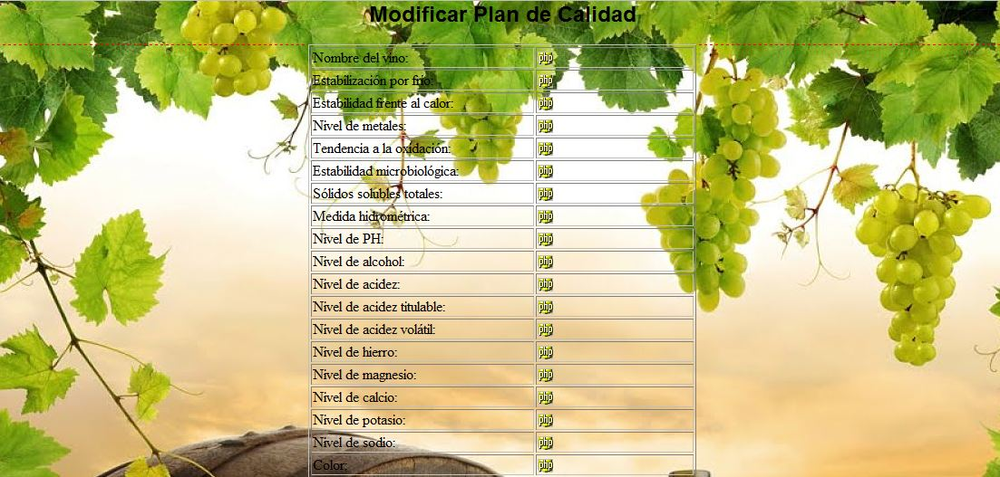 Modificar Plan de Calidad
Nombre del vino: php
Estabilización por frio: php
Estabilidad frente al calor: php
Nivel de metales: php
Tendencia a la oxidación: php
Estabilidad microbiológica: php
Sólidos solubles totales: php
Medida hidrométrica: php
Nivel de PH: php
Nivel de alcohol: php
Nivel de acidez: php
Nivel de acidez titulable: php
Nivel de acidez volátil: php
Nivel de hierro: php
Nivel de magnesio: php
Nivel de calcio: php
Nivel de potasio: php
Nivel de sodio: php
Color: php